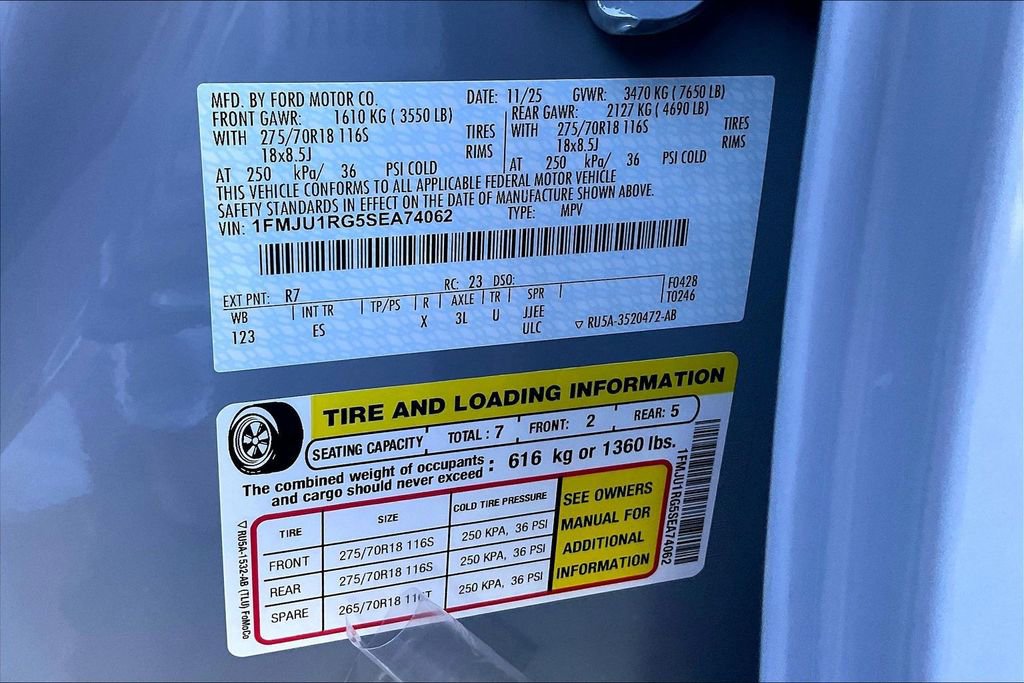 MFD. BY FORD MOTOR CO. DATE: 11/25 GVWR: 3470 KG ( 7650 LB)
FRONT GAWR: 1610 KG ( 3550 LB) REAR GAWR: 2127 KG ( 4690 LB)
WITH 275/70R18 116S TIRES WITH 275/70R18 116S TIRES
18x8.5J RIMS 18x8.5J RIMS
AT 250 kPa/ 36 PSI COLD AT 250 kPa/ 36 PSI COLD
THIS VEHICLE CONFORMS TO ALL APPLICABLE FEDERAL MOTOR VEHICLE
SAFETY STANDARDS IN EFFECT ON THE DATE OF MANUFACTURE SHOWN ABOVE.
VIN: 1FMJU1RG5SEA74062 TYPE: MPV
EXT PNT: R7 RC: 23 DSO: F0428
WB INT TR TP/PS R AXLE TR SPR T0246
123 ES X 3L U JJEE
ULC ▽ RU5A-3520472-AB
TIRE AND LOADING INFORMATION
SEATING CAPACITY TOTAL : 7 FRONT: 2 REAR: 5
The combined weight of occupants and cargo should never exceed : 616 kg or 1360 lbs.
TIRE SIZE COLD TIRE PRESSURE
FRONT 275/70R18 116S 250 KPA, 36 PSI
REAR 275/70R18 116S 250 KPA, 36 PSI
SPARE 265/70R18 116T 250 KPA, 36 PSI
SEE OWNERS
MANUAL FOR
ADDITIONAL
INFORMATION
1FMJU1RG5SEA74062
▽ RU5A-1532-AB (TLU) FoMoCo